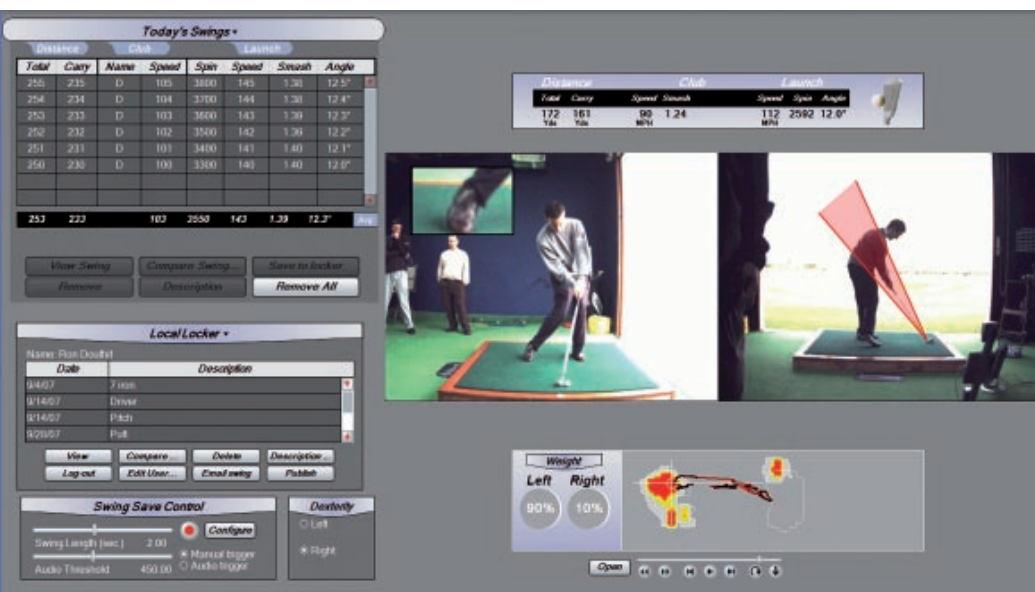 Today's Swings
Distance Club Launch
Total Carry Name Speed Spin Speed Smash Angle
255 235 D 105 3800 145 1.38 12.5°
254 234 D 104 3700 144 1.38 12.4°
253 233 D 103 3600 143 1.39 12.3°
252 232 D 102 3500 142 1.39 12.2°
251 231 D 101 3400 141 1.40 12.1°
250 230 D 100 3300 140 1.40 12.0°
253 233 103 3550 143 1.39 12.3° Avg
View Swing Compare Swing... Save to locker
Remove Description Remove All
Local Locker
Name: Ron
Date Description
9/4/07 7 iron
9/14/07 Driver
9/14/07 Pitch
9/28/07 Putt
View Compare ... Delete Description ...
Log-out Edit User... Email swing Publish
Swing Save Control
Configure
Swing Length (sec.) 2.00
Manual trigger
Audio Threshold 450.00 Audio trigger
Dexterity
Left
Right
Distance Club Launch
Total Carry Speed Smash Speed Spin Angle
172 161 90 1.24 112 2592 12.0°
Yds Yds MPH MPH
Weight
Left Right
90% 10%
Open